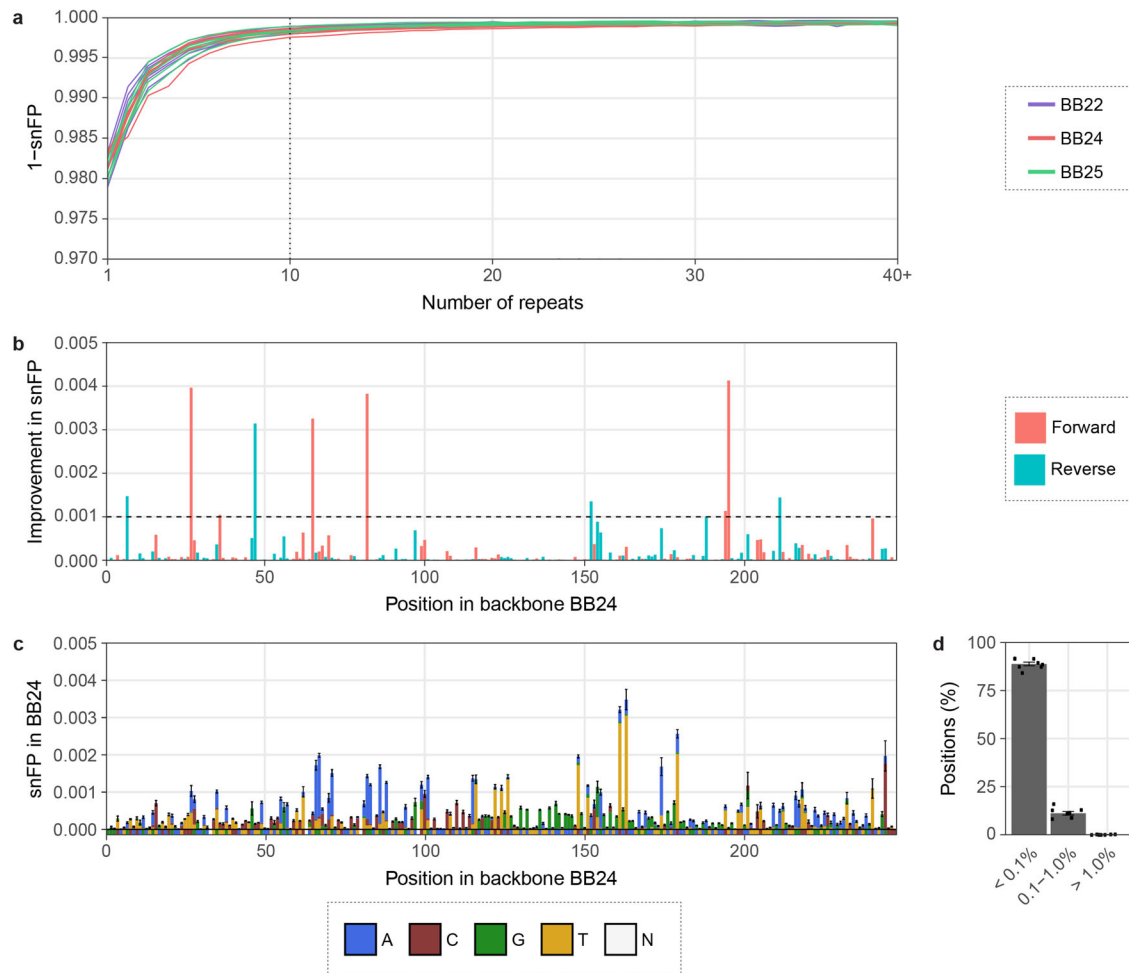 a
1.000
0.995
0.990
0.985
0.980
0.975
0.970
1−snFP
1
10
20
30
40+
Number of repeats
BB22
BB24
BB25
b
0.005
0.004
0.003
0.002
0.001
0.000
Improvement in snFP
0
50
100
150
200
Position in backbone BB24
Forward
Reverse
c
0.005
0.004
0.003
0.002
0.001
0.000
snFP in BB24
0
50
100
150
200
Position in backbone BB24
A
C
G
T
N
d
100
75
50
25
0
Positions (%)
< 0.1%
0.1−1.0%
> 1.0%